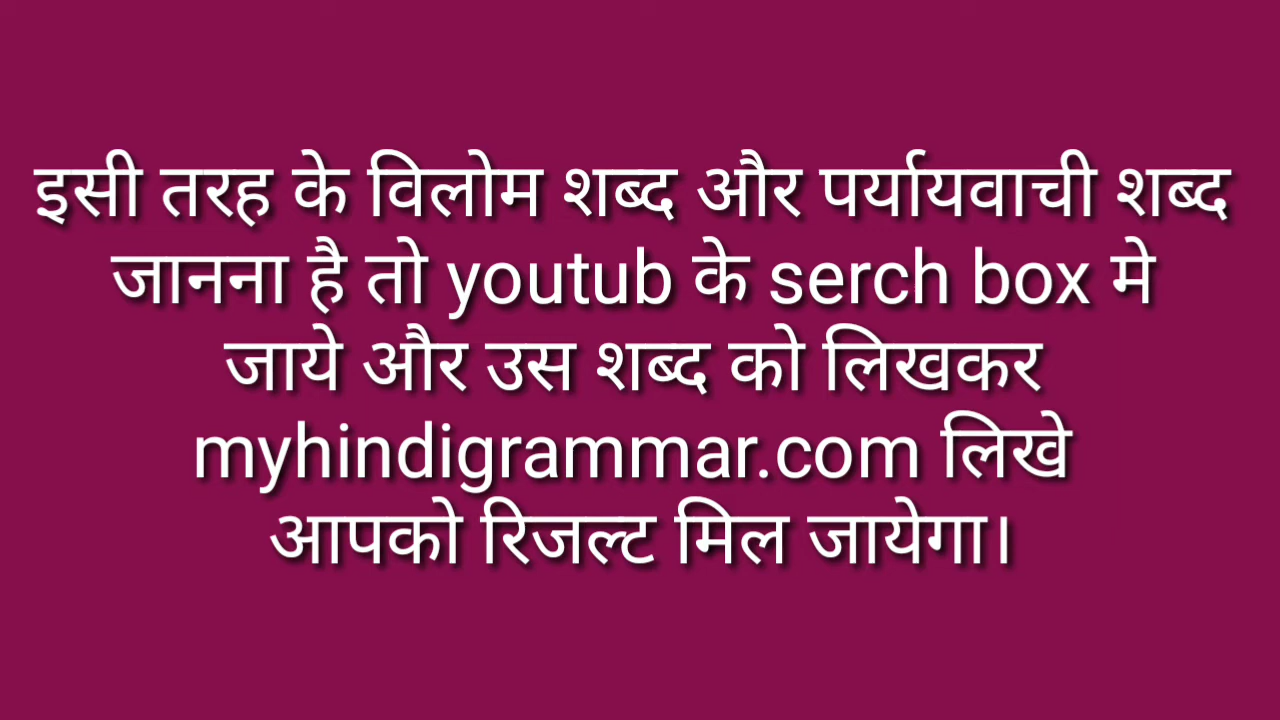 इसी तरह के विलोम शब्द और पर्यायवाची शब्द
जानना है तो youtub के serch box मे
जाये और उस शब्द को लिखकर
myhindigrammar.com लिखे
आपको रिजल्ट मिल जायेगा।